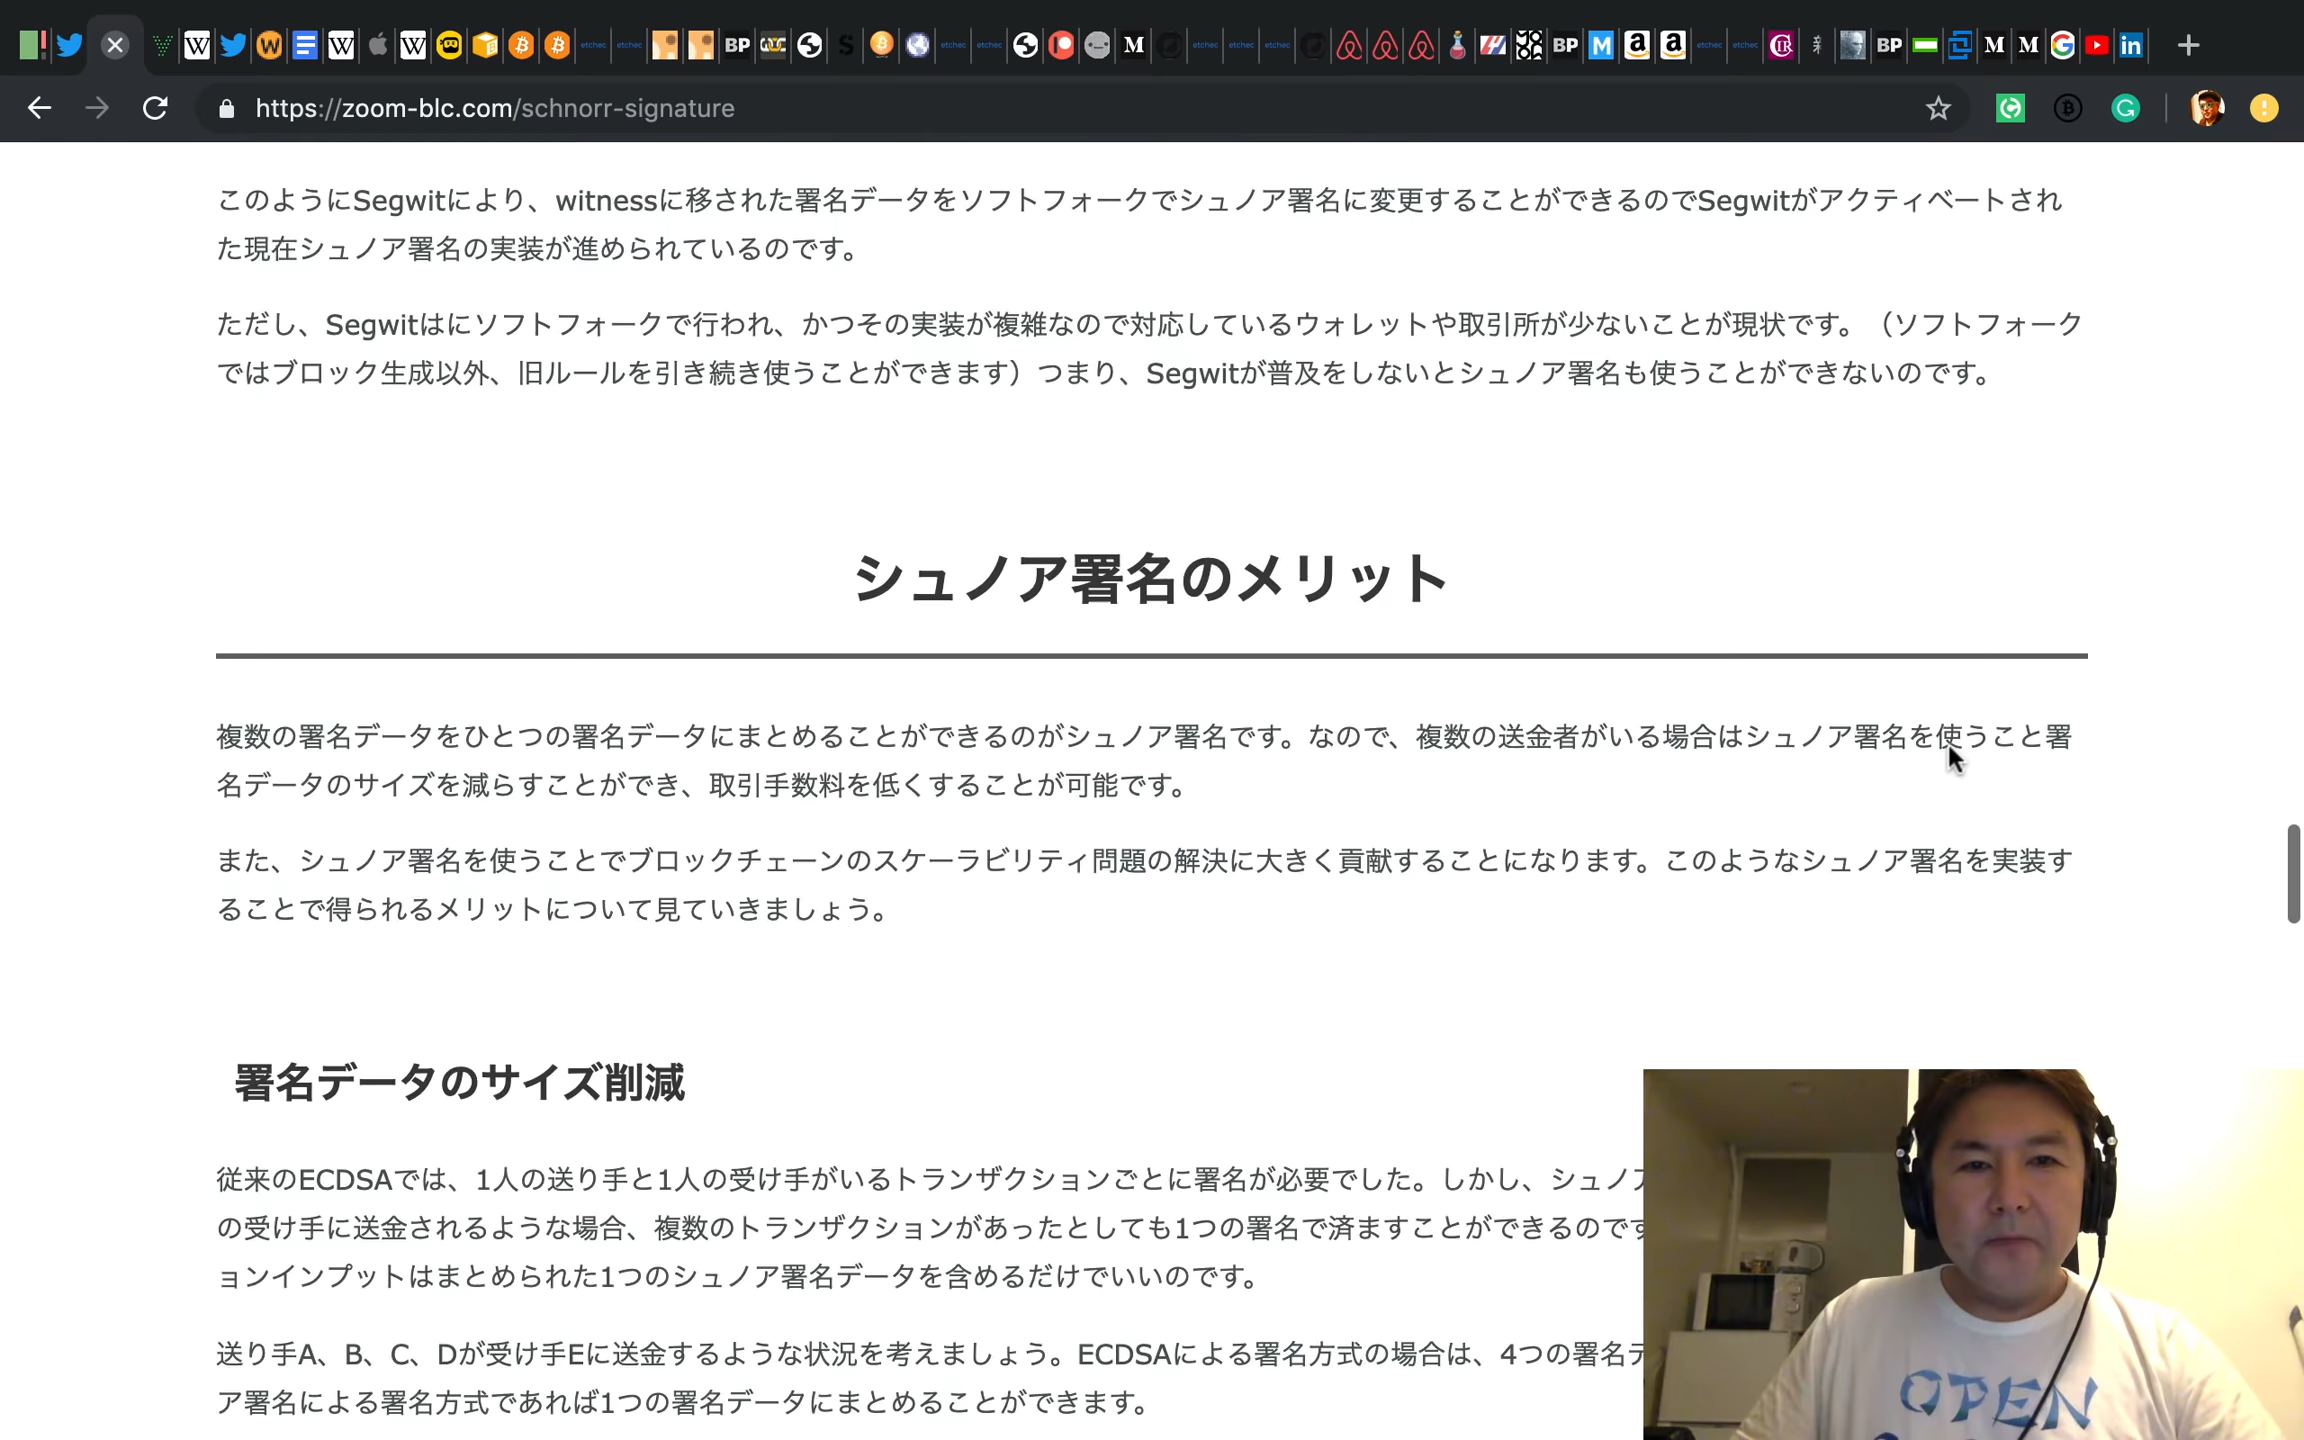 https://zoom-blc.com/schnorr-signature
このようにSegwitにより、witnessに移された署名データをソフトフォークでシュノア署名に変更することができるのでSegwitがアクティベートされ
た現在シュノア署名の実装が進められているのです。
ただし、Segwitはにソフトフォークで行われ、かつその実装が複雑なので対応しているウォレットや取引所が少ないことが現状です。（ソフトフォーク
ではブロック生成以外、旧ルールを引き続き使うことができます）つまり、Segwitが普及をしないとシュノア署名も使うことができないのです。
シュノア署名のメリット
複数の署名データをひとつの署名データにまとめることができるのがシュノア署名です。なので、複数の送金者がいる場合はシュノア署名を使うこと署
名データのサイズを減らすことができ、取引手数料を低くすることが可能です。
また、シュノア署名を使うことでブロックチェーンのスケーラビリティ問題の解決に大きく貢献することになります。このようなシュノア署名を実装す
ることで得られるメリットについて見ていきましょう。
署名データのサイズ削減
従来のECDSAでは、1人の送り手と1人の受け手がいるトランザクションごとに署名が必要でした。しかし、シュノア
の受け手に送金されるような場合、複数のトランザクションがあったとしても1つの署名で済ますことができるのです
ョンインプットはまとめられた1つのシュノア署名データを含めるだけでいいのです。
送り手A、B、C、Dが受け手Eに送金するような状況を考えましょう。ECDSAによる署名方式の場合は、4つの署名デ
ア署名による署名方式であれば1つの署名データにまとめることができます。
OPEN